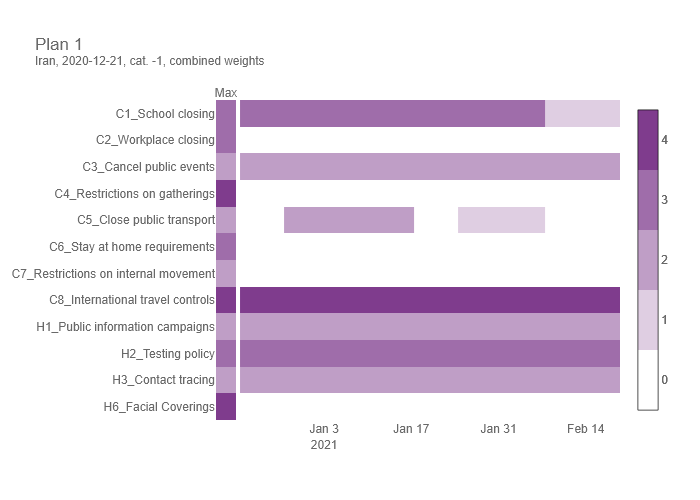 Plan 1
Iran, 2020-12-21, cat. -1, combined weights
Max
C1_School closing
C2_Workplace closing
C3_Cancel public events
C4_Restrictions on gatherings
C5_Close public transport
C6_Stay at home requirements
C7_Restrictions on internal movement
C8_International travel controls
H1_Public information campaigns
H2_Testing policy
H3_Contact tracing
H6_Facial Coverings
Jan 3
2021
Jan 17
Jan 31
Feb 14
4
3
2
1
0